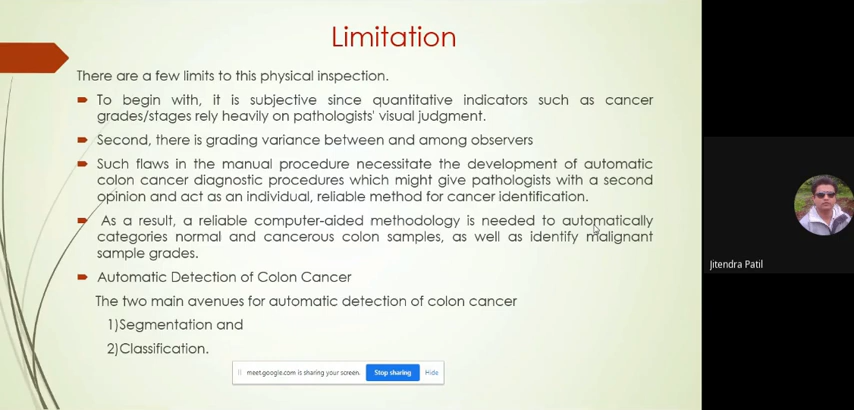 Limitation
There are a few limits to this physical inspection.
To begin with, it is subjective since quantitative indicators such as cancer
grades/stages rely heavily on pathologists' visual judgment.
Second, there is grading variance between and among observers
Such flaws in the manual procedure necessitate the development of automatic
colon cancer diagnostic procedures which might give pathologists with a second
opinion and act as an individual, reliable method for cancer identification.
As a result, a reliable computer-aided methodology is needed to automatically
categories normal and cancerous colon samples, as well as identify malignant
sample grades.
Automatic Detection of Colon Cancer
The two main avenues for automatic detection of colon cancer
1)Segmentation and
2)Classification.
meet.google.com is sharing your screen. Stop sharing Hide
Jitendra Patil